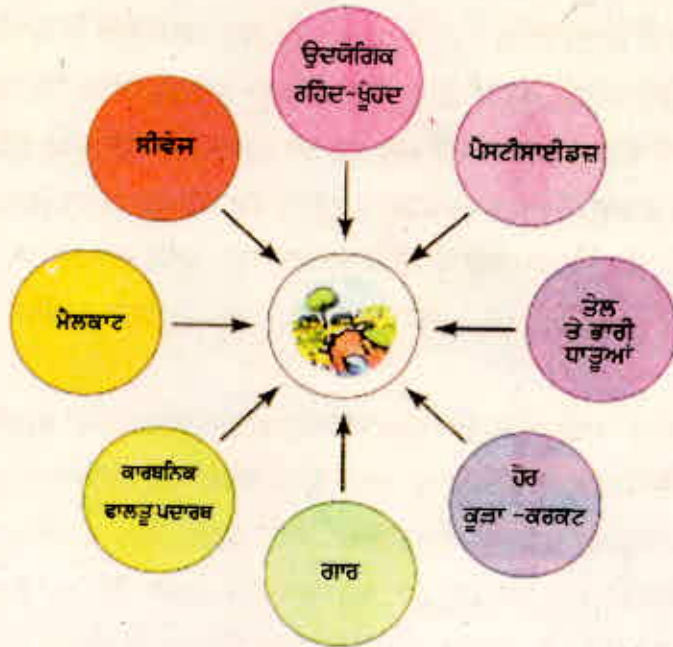 ਉਦਯੋਗਿਕ
ਰਹਿੰਦ-ਖੂੰਹਦ
ਪੈਸਟੀਸਾਈਡਜ਼
ਤੇਲ
ਤੇ ਭਾਰੀ
ਧਾਤੂਆਂ
ਹੋਰ
ਕੂੜਾ -ਕਰਕਟ
ਗਾਰ
ਕਾਰਬਨਿਕ
ਫਾਲਤੂ ਪਦਾਰਥ
ਮੈਲਕਾਟ
ਸੀਵੇਜ